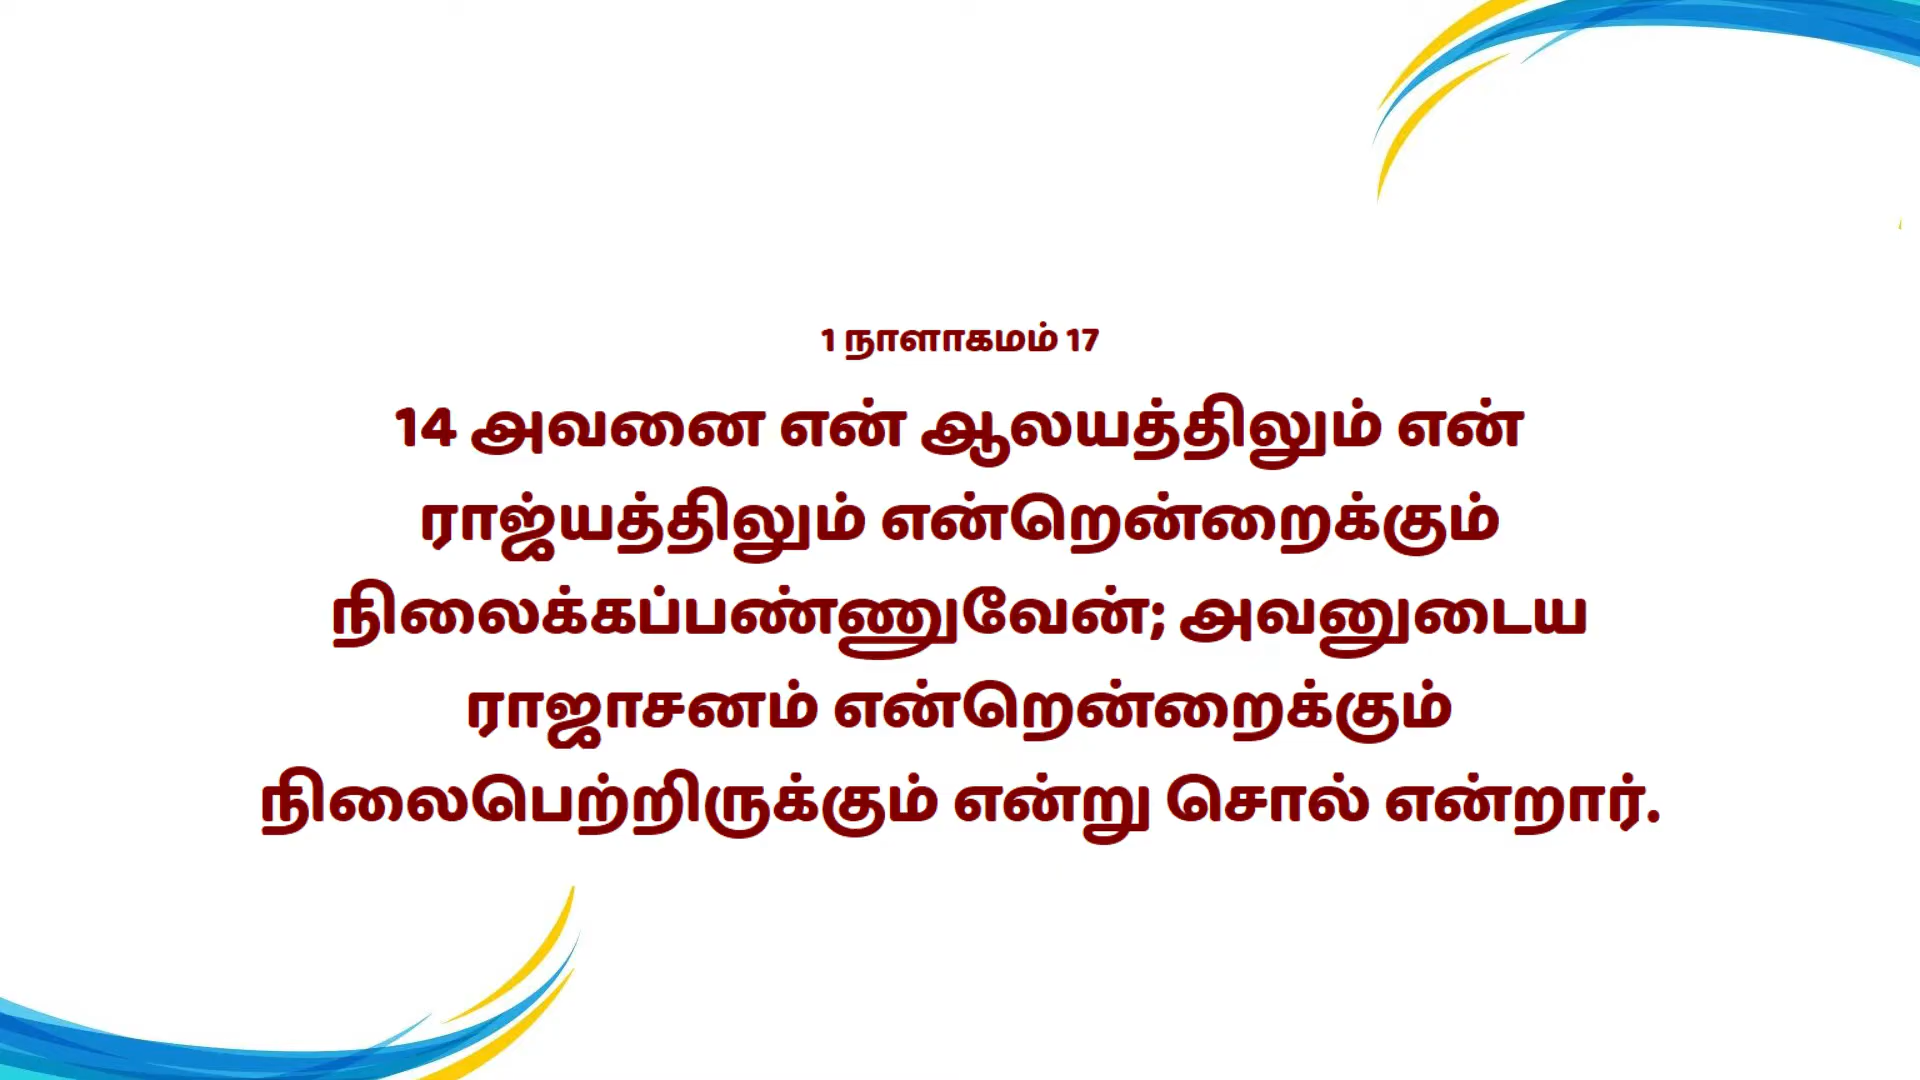 1 நாளாகமம் 17
14 அவனை என் ஆலயத்திலும் என்
ராஜ்யத்திலும் என்றென்றைக்கும்
நிலைக்கப்பண்ணுவேன்; அவனுடைய
ராஜாசனம் என்றென்றைக்கும்
நிலைபெற்றிருக்கும் என்று சொல் என்றார்.